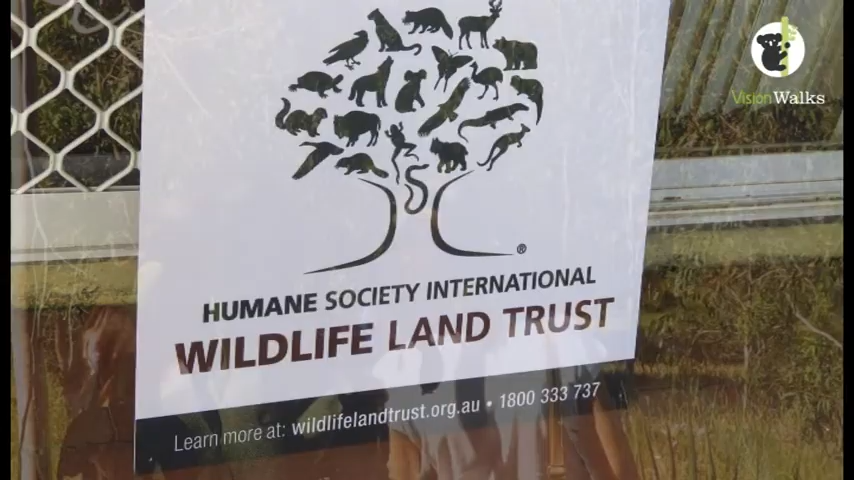 VisionWalks
®
HUMANE SOCIETY INTERNATIONAL
WILDLIFE LAND TRUST
Learn more at: wildlifelandtrust.org.au • 1800 333 737